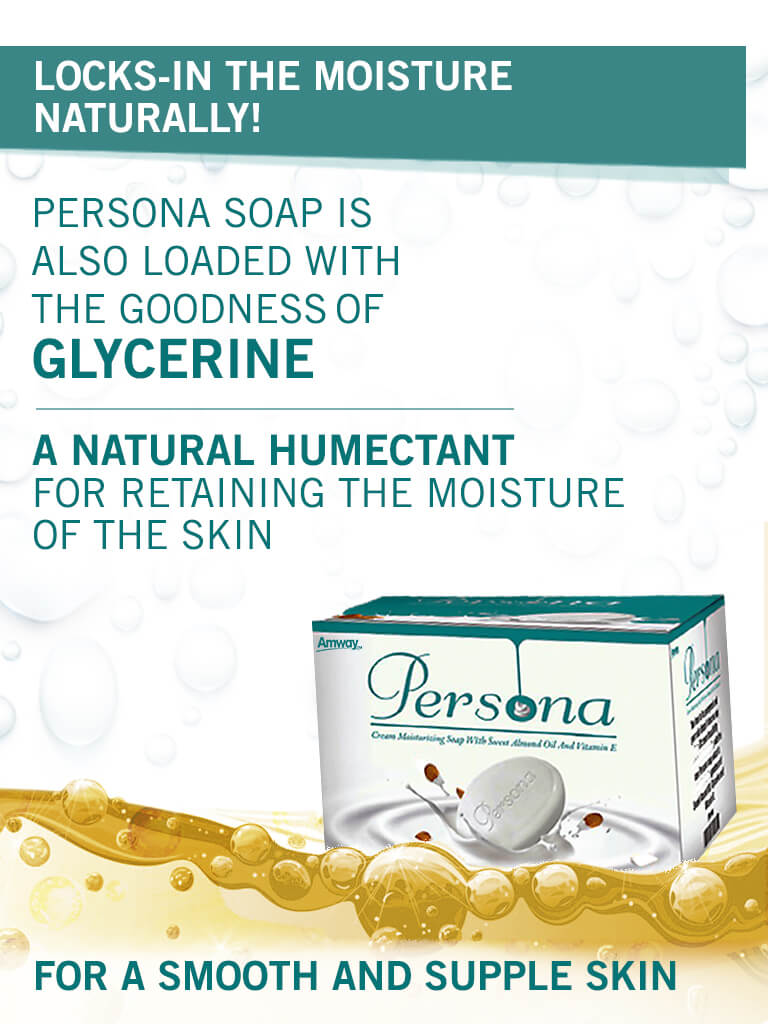 LOCKS-IN THE MOISTURE
NATURALLY!
PERSONA SOAP IS
ALSO LOADED WITH
THE GOODNESS OF
GLYCERINE
A NATURAL HUMECTANT
FOR RETAINING THE MOISTURE
OF THE SKIN
Amway
Persona
Cream Moisturizing Soap With Sweet Almond Oil And Vitamin E
Persona
Persona
FOR A SMOOTH AND SUPPLE SKIN